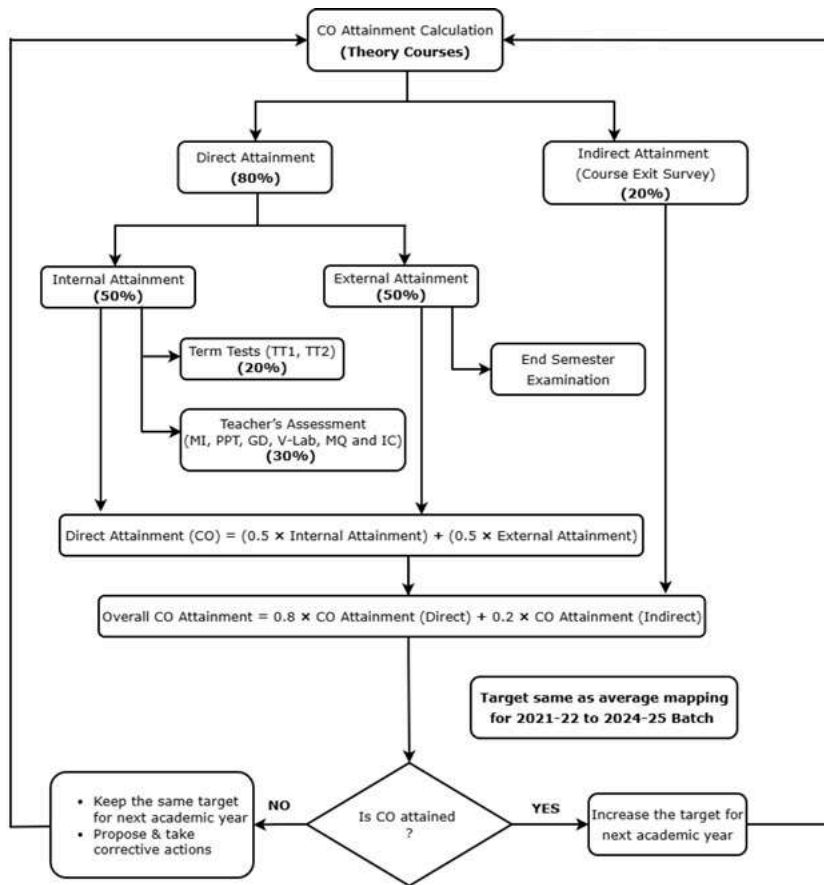 CO Attainment Calculation
(Theory Courses)
Direct Attainment
(80%)
Indirect Attainment
(Course Exit Survey)
(20%)
Internal Attainment
(50%)
External Attainment
(50%)
Term Tests (TT1, TT2)
(20%)
End Semester
Examination
Teacher's Assessment
(MI, PPT, GD, V-Lab, MQ and IC)
(30%)
Direct Attainment (CO) = (0.5 × Internal Attainment) + (0.5 × External Attainment)
Overall CO Attainment = 0.8 × CO Attainment (Direct) + 0.2 × CO Attainment (Indirect)
Target same as average mapping
for 2021-22 to 2024-25 Batch
• Keep the same target
for next academic year
• Propose & take
corrective actions
NO
Is CO attained
?
YES
Increase the target for
next academic year